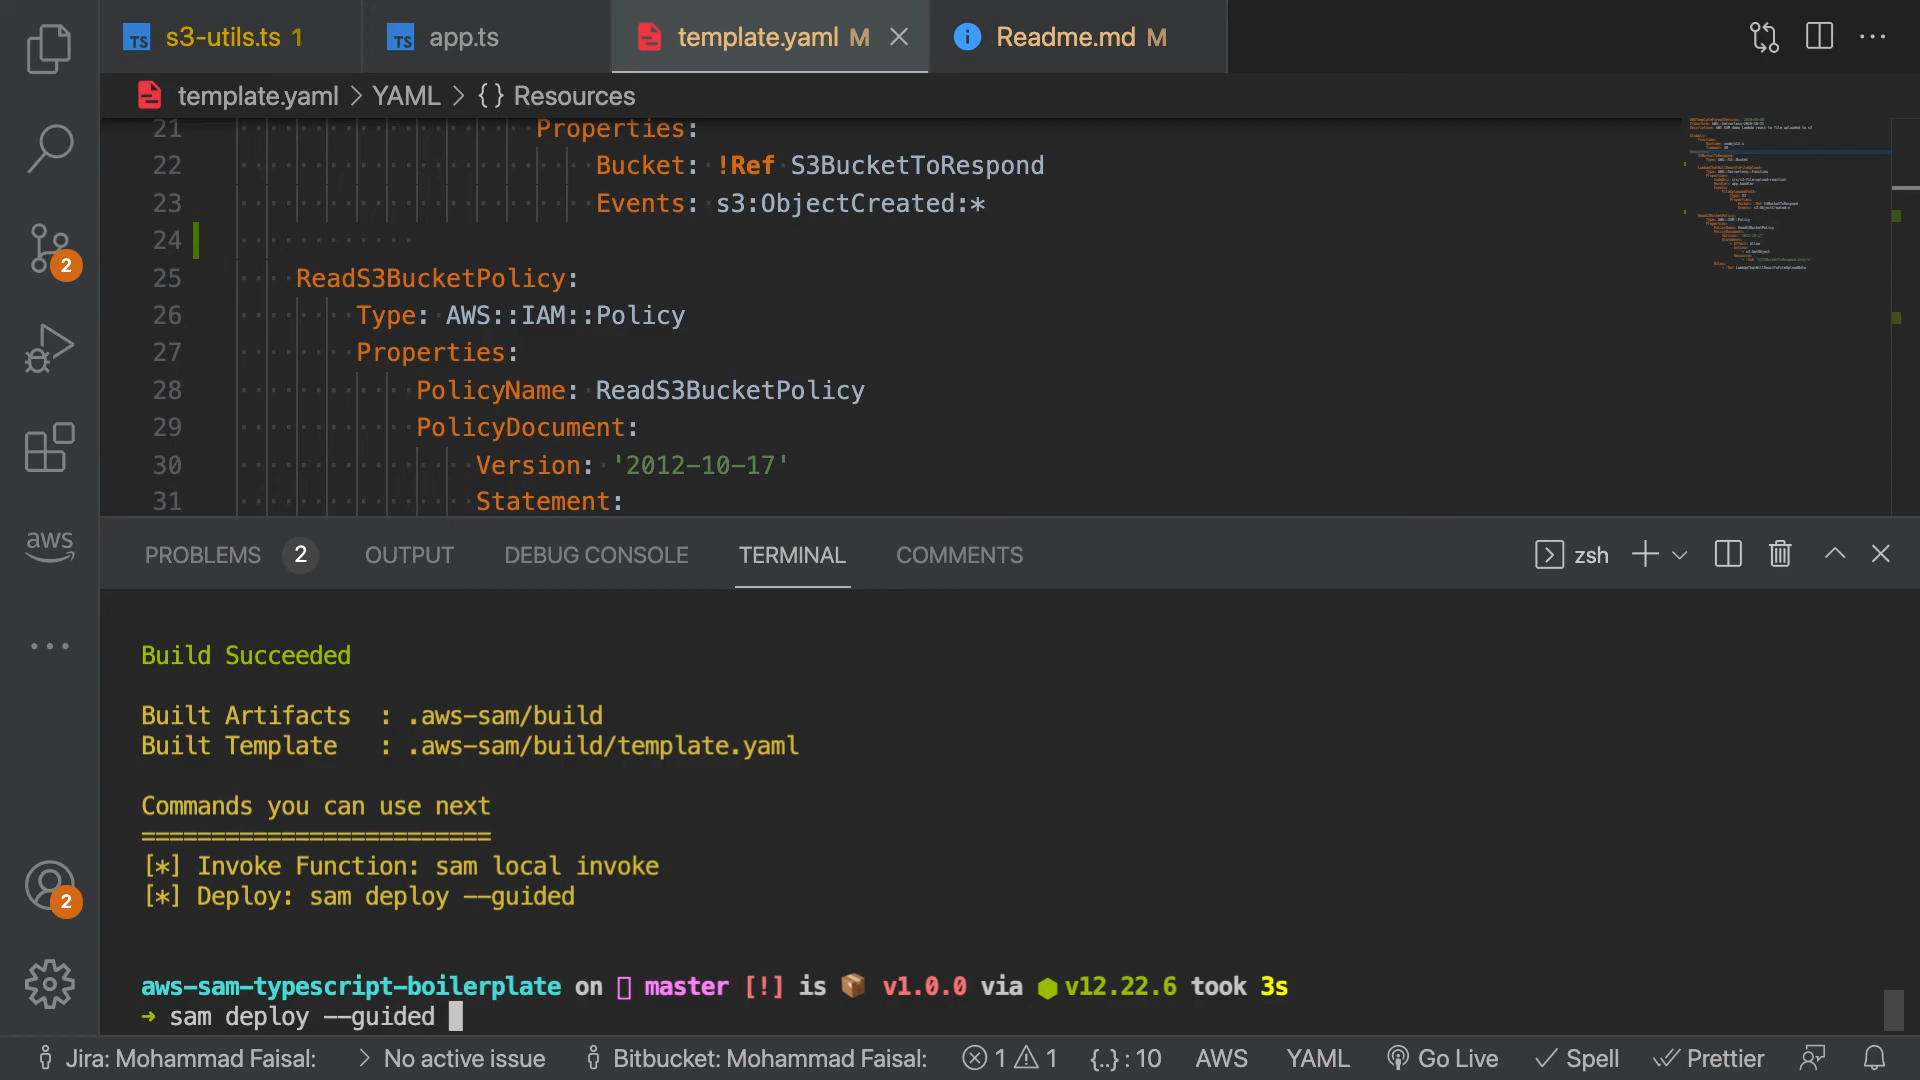 s3-utils.ts 1
app.ts
template.yaml M
Readme.md M
template.yaml > YAML > {} Resources
21 Properties:
22 Bucket: !Ref S3BucketToRespond
23 Events: s3:ObjectCreated:*
24
25 ReadS3BucketPolicy:
26 Type: AWS::IAM::Policy
27 Properties:
28 PolicyName: ReadS3BucketPolicy
29 PolicyDocument:
30 Version: '2012-10-17'
31 Statement:
2
aws
2
PROBLEMS 2 OUTPUT DEBUG CONSOLE TERMINAL COMMENTS
zsh
Build Succeeded
Built Artifacts : .aws-sam/build
Built Template : .aws-sam/build/template.yaml
Commands you can use next
=========================
[*] Invoke Function: sam local invoke
[*] Deploy: sam deploy --guided
aws-sam-typescript-boilerplate on master [!] is 📦 v1.0.0 via ⬢ v12.22.6 took 3s
➜ sam deploy --guided
Jira: Mohammad Faisal: > No active issue Bitbucket: Mohammad Faisal: 1 1 {..} : 10 AWS YAML Go Live Spell Prettier